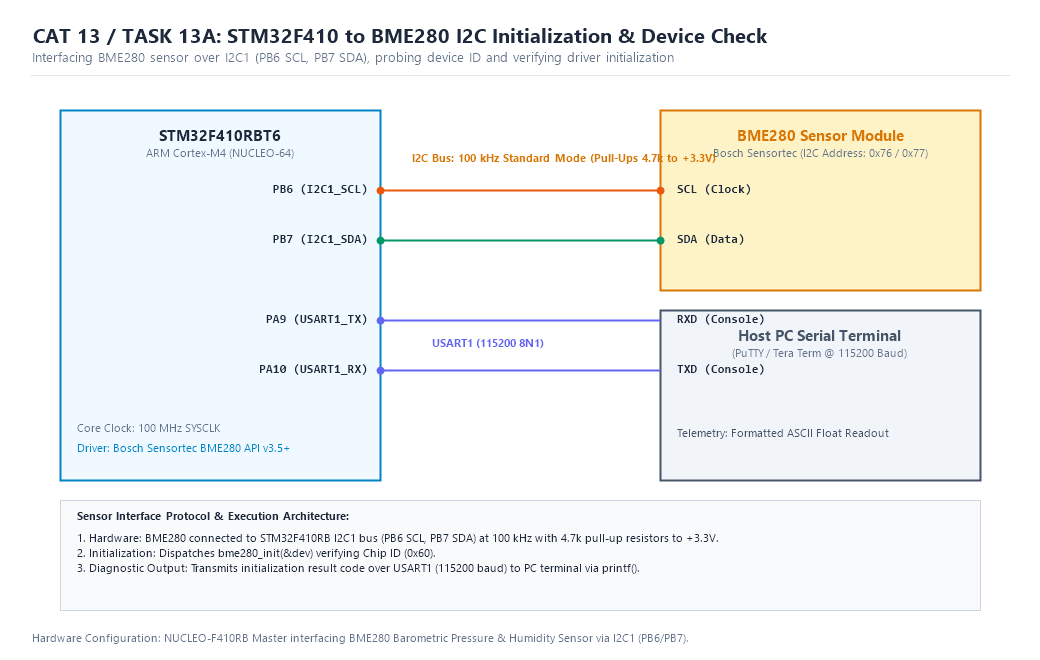 CAT 13 / TASK 13A: STM32F410 to BME280 I2C Initialization & Device Check
Interfacing BME280 sensor over I2C1 (PB6 SCL, PB7 SDA), probing device ID and verifying driver initialization
STM32F410RBT6
ARM Cortex-M4 (NUCLEO-64)
PB6 (I2C1_SCL)
PB7 (I2C1_SDA)
PA9 (USART1_TX)
PA10 (USART1_RX)
Core Clock: 100 MHz SYSCLK
Driver: Bosch Sensortec BME280 API v3.5+
I2C Bus: 100 kHz Standard Mode (Pull-Ups 4.7k to +3.3V)
USART1 (115200 8N1)
BME280 Sensor Module
Bosch Sensortec (I2C Address: 0x76 / 0x77)
SCL (Clock)
SDA (Data)
RXD (Console)
Host PC Serial Terminal
(PuTTY / Tera Term @ 115200 Baud)
TXD (Console)
Telemetry: Formatted ASCII Float Readout
Sensor Interface Protocol & Execution Architecture:
1. Hardware: BME280 connected to STM32F410RB I2C1 bus (PB6 SCL, PB7 SDA) at 100 kHz with 4.7k pull-up resistors to +3.3V.
2. Initialization: Dispatches bme280_init(&dev) verifying Chip ID (0x60).
3. Diagnostic Output: Transmits initialization result code over USART1 (115200 baud) to PC terminal via printf().
Hardware Configuration: NUCLEO-F410RB Master interfacing BME280 Barometric Pressure & Humidity Sensor via I2C1 (PB6/PB7).